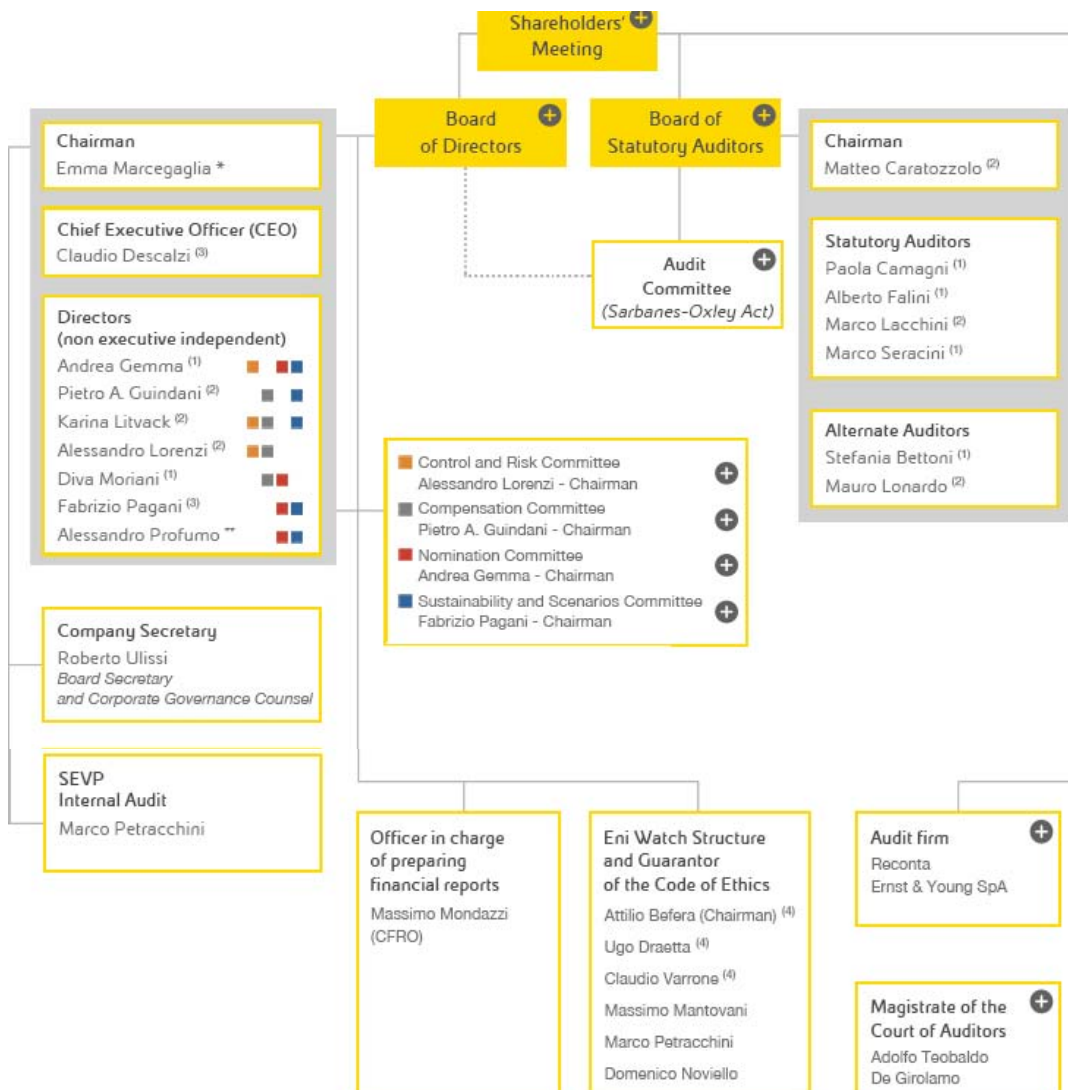 Shareholders'
Meeting
Board
of Directors
Board of
Statutory Auditors
Chairman
Emma Marcegaglia *
Chief Executive Officer (CEO)
Claudio Descalzi (3)
Directors
(non executive independent)
Andrea Gemma (1)
Pietro A. Guindani (2)
Karina Litvack (2)
Alessandro Lorenzi (2)
Diva Moriani (1)
Fabrizio Pagani (3)
Alessandro Profumo **
Audit
Committee
(Sarbanes-Oxley Act)
Chairman
Matteo Caratozzolo (2)
Statutory Auditors
Paola Camagni (1)
Alberto Falini (1)
Marco Lacchini (2)
Marco Seracini (1)
Alternate Auditors
Stefania Bettoni (1)
Mauro Lonardo (2)
Control and Risk Committee
Alessandro Lorenzi - Chairman
Compensation Committee
Pietro A. Guindani - Chairman
Nomination Committee
Andrea Gemma - Chairman
Sustainability and Scenarios Committee
Fabrizio Pagani - Chairman
Company Secretary
Roberto Ulissi
Board Secretary
and Corporate Governance Counsel
SEVP
Internal Audit
Marco Petracchini
Officer in charge
of preparing
financial reports
Massimo Mondazzi
(CFRO)
Eni Watch Structure
and Guarantor
of the Code of Ethics
Attilio Befera (Chairman) (4)
Ugo Draetta (4)
Claudio Varrone (4)
Massimo Mantovani
Marco Petracchini
Domenico Noviello
Audit firm
Reconta
Ernst & Young SpA
Magistrate of the
Court of Auditors
Adolfo Teobaldo
De Girolamo